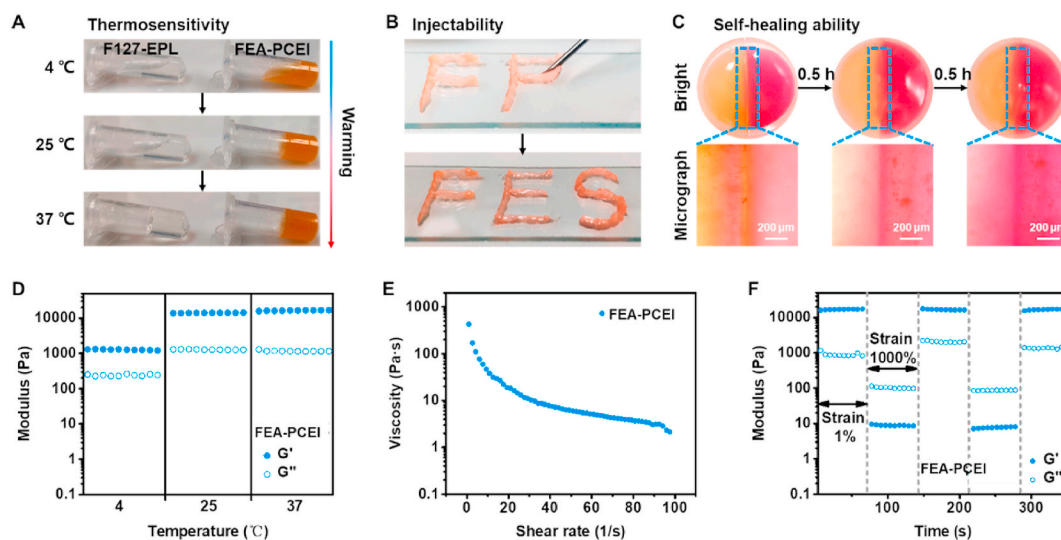 A Thermosensitivity
F127-EPL FEA-PCEI
4 ℃
25 ℃
37 ℃
Warming
B Injectability
C Self-healing ability
Bright
0.5 h 0.5 h
Micrograph
200 μm 200 μm 200 μm
D
Modulus (Pa)
10000
1000
100
10
1
0.1
FEA-PCEI
G'
G"
4 25 37
Temperature (℃)
E
Viscosity (Pa·s)
1000
100
10
1
0.1
FEA-PCEI
0 20 40 60 80 100
Shear rate (1/s)
F
Modulus (Pa)
10000
1000
100
10
1
0.1
Strain
1000%
Strain
1%
FEA-PCEI
G'
G"
100 200 300
Time (s)